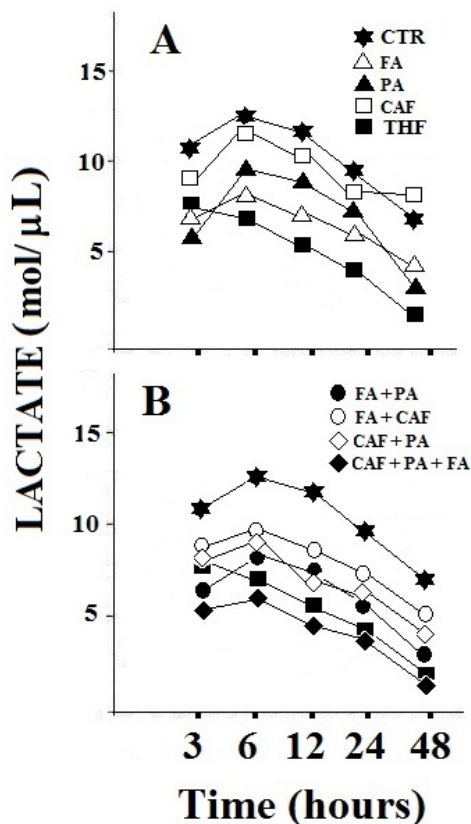 A
CTR
FA
PA
CAF
THF
15
10
5
LACTATE (mol/µL)
B
FA + PA
FA + CAF
CAF + PA
CAF + PA + FA
15
10
5
3 6 12 24 48
Time (hours)